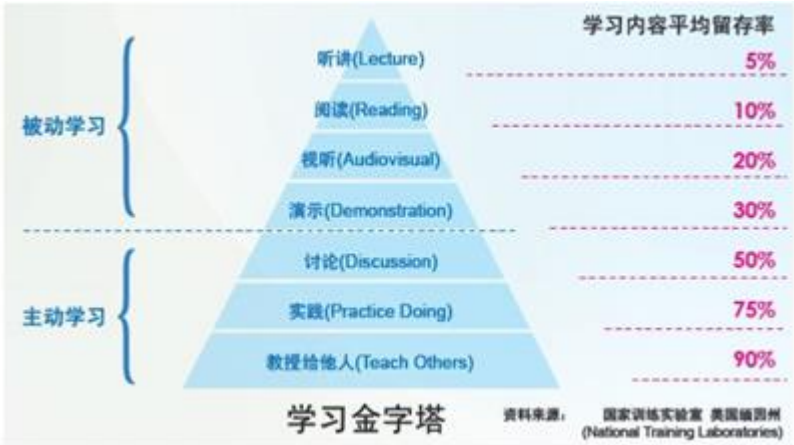 学习内容平均留存率
听讲(Lecture) 5%
阅读(Reading) 10%
被动学习
视听(Audiovisual) 20%
演示(Demonstration) 30%
讨论(Discussion) 50%
主动学习
实践(Practice Doing) 75%
教授给他人(Teach Others) 90%
学习金字塔
资料来源： 国家训练实验室 美国缅因州
(National Training Laboratories)